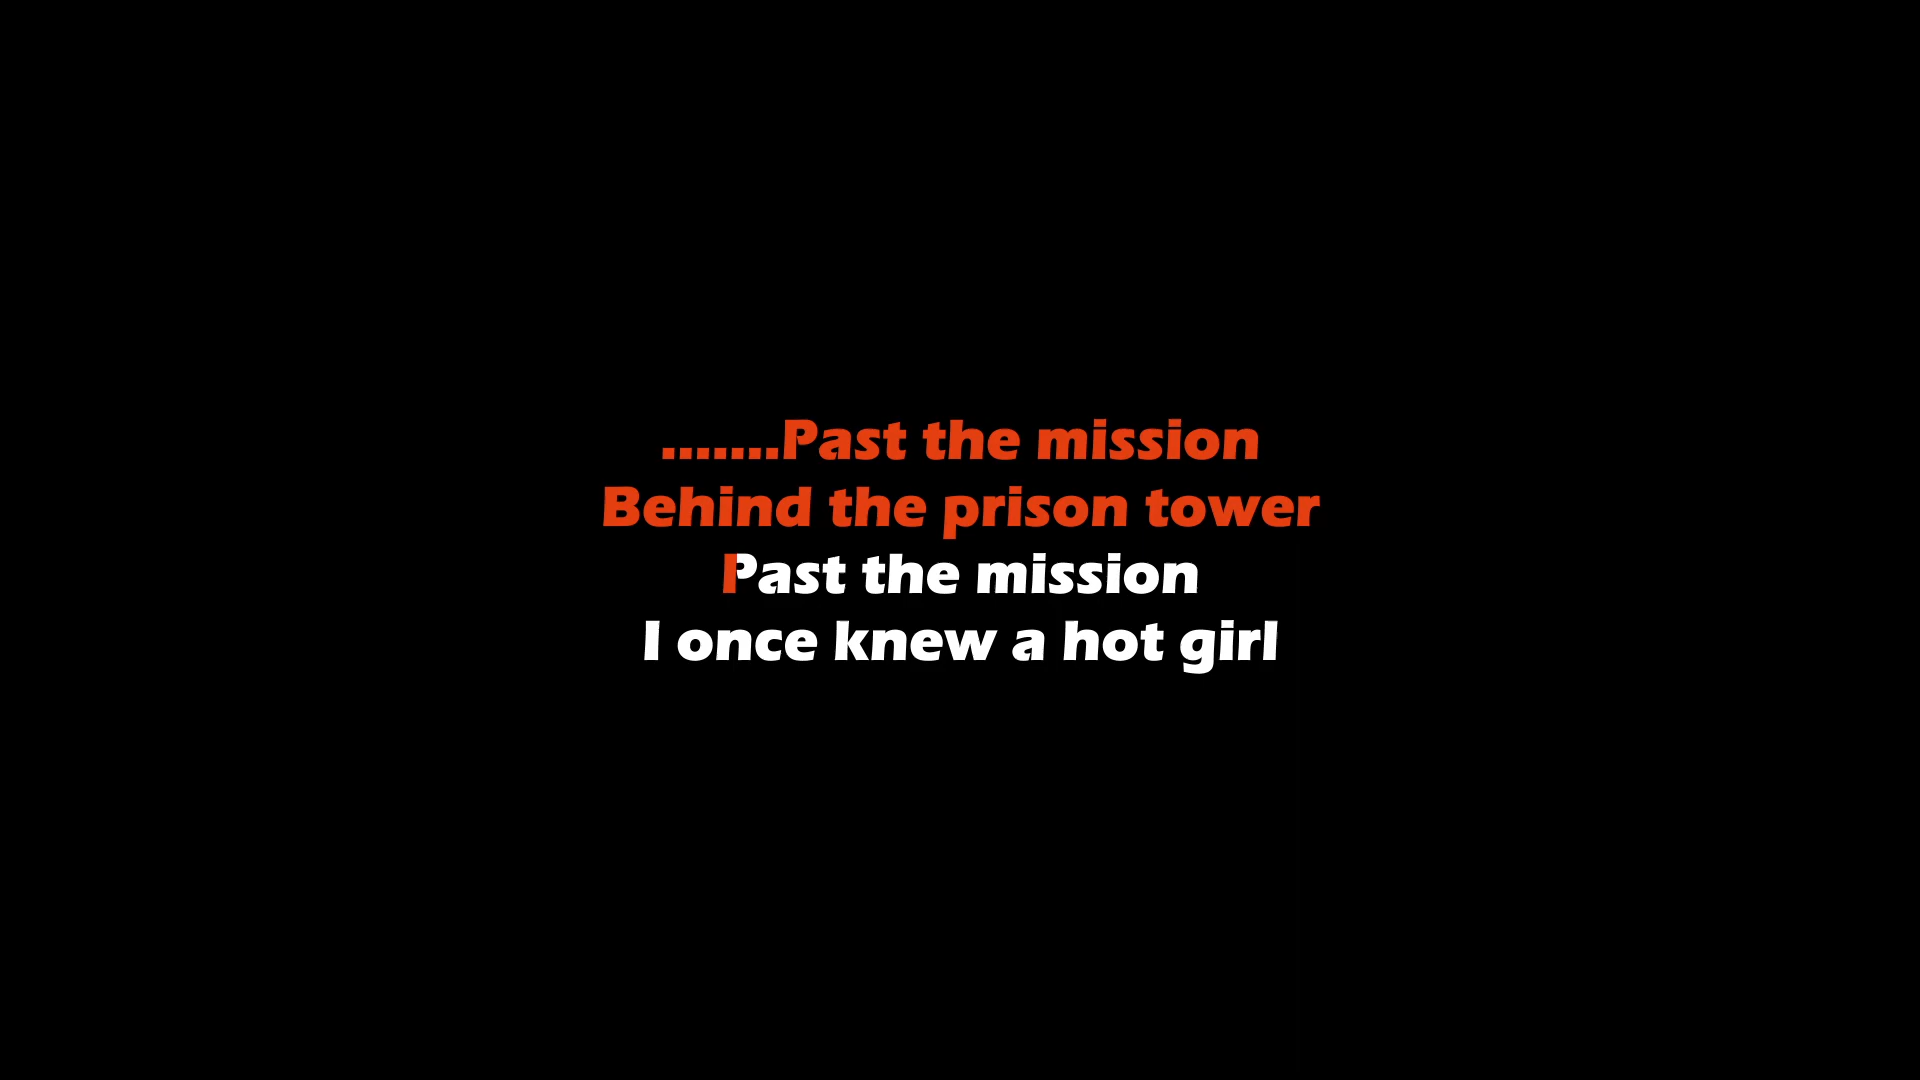 .......Past the mission
Behind the prison tower
Past the mission
I once knew a hot girl